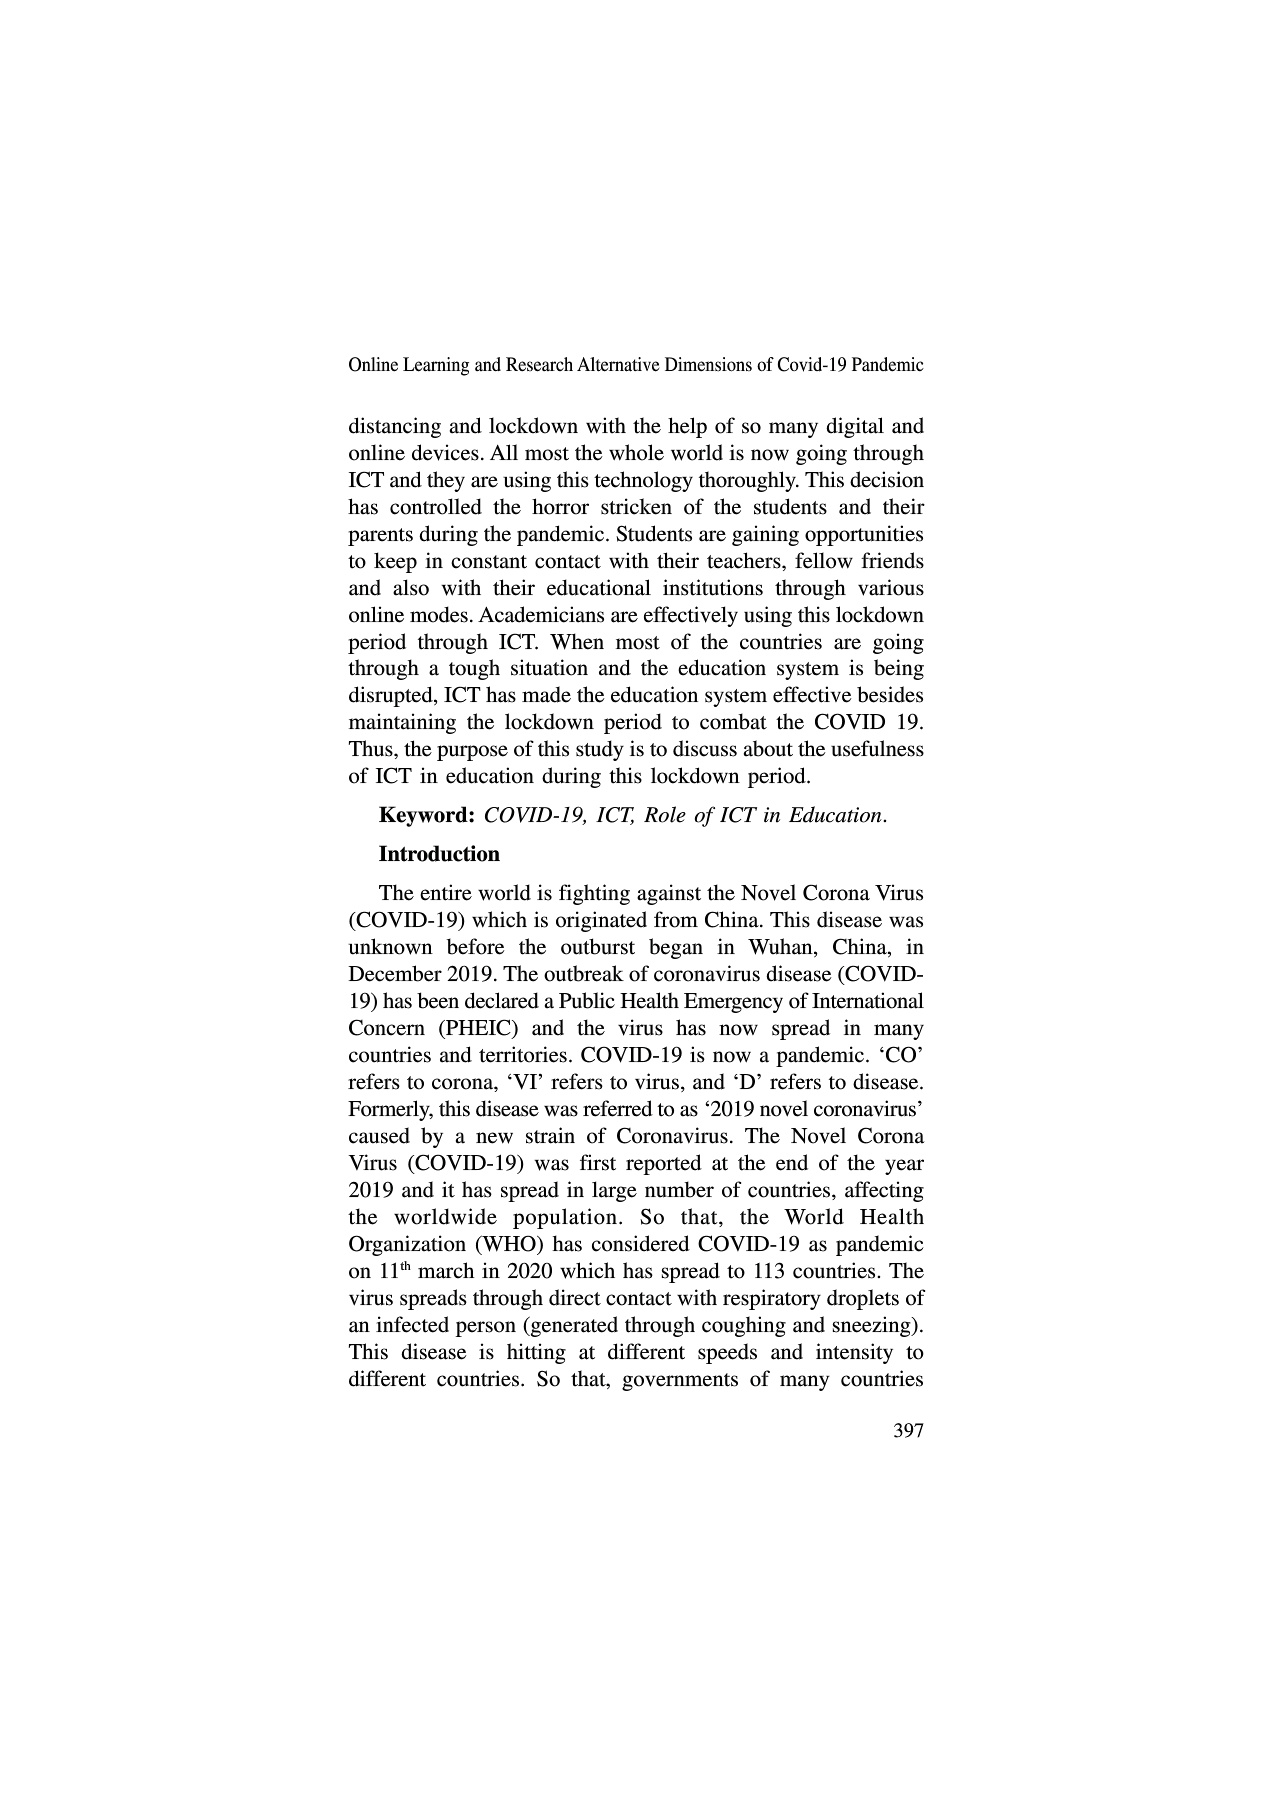 Online Learning and Research Alternative Dimensions of Covid-19 Pandemic
distancing and lockdown with the help of so many digital and
online devices. All most the whole world is now going through
ICT and they are using this technology thoroughly. This decision
has controlled the horror stricken of the students and their
parents during the pandemic. Students are gaining opportunities
to keep in constant contact with their teachers, fellow friends
and also with their educational institutions through various
online modes. Academicians are effectively using this lockdown
period through ICT. When most of the countries are going
through a tough situation and the education system is being
disrupted, ICT has made the education system effective besides
maintaining the lockdown period to combat the COVID 19.
Thus, the purpose of this study is to discuss about the usefulness
of ICT in education during this lockdown period.
Keyword: COVID-19, ICT, Role of ICT in Education.
Introduction
The entire world is fighting against the Novel Corona Virus
(COVID-19) which is originated from China. This disease was
unknown before the outburst began in Wuhan, China, in
December 2019. The outbreak of coronavirus disease (COVID-
19) has been declared a Public Health Emergency of International
Concern (PHEIC) and the virus has now spread in many
countries and territories. COVID-19 is now a pandemic. ‘CO’
refers to corona, ‘VI’ refers to virus, and ‘D’ refers to disease.
Formerly, this disease was referred to as ‘2019 novel coronavirus’
caused by a new strain of Coronavirus. The Novel Corona
Virus (COVID-19) was first reported at the end of the year
2019 and it has spread in large number of countries, affecting
the worldwide population. So that, the World Health
Organization (WHO) has considered COVID-19 as pandemic
on 11th march in 2020 which has spread to 113 countries. The
virus spreads through direct contact with respiratory droplets of
an infected person (generated through coughing and sneezing).
This disease is hitting at different speeds and intensity to
different countries. So that, governments of many countries
397